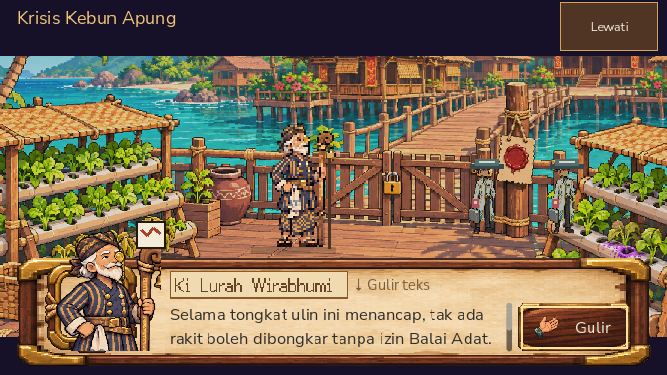 Krisis Kebun Apung
Lewati
Ki Lurah Wirabhumi
↓ Gulir teks
Selama tongkat ulin ini menancap, tak ada
rakit boleh dibongkar tanpa izin Balai Adat.
Gulir